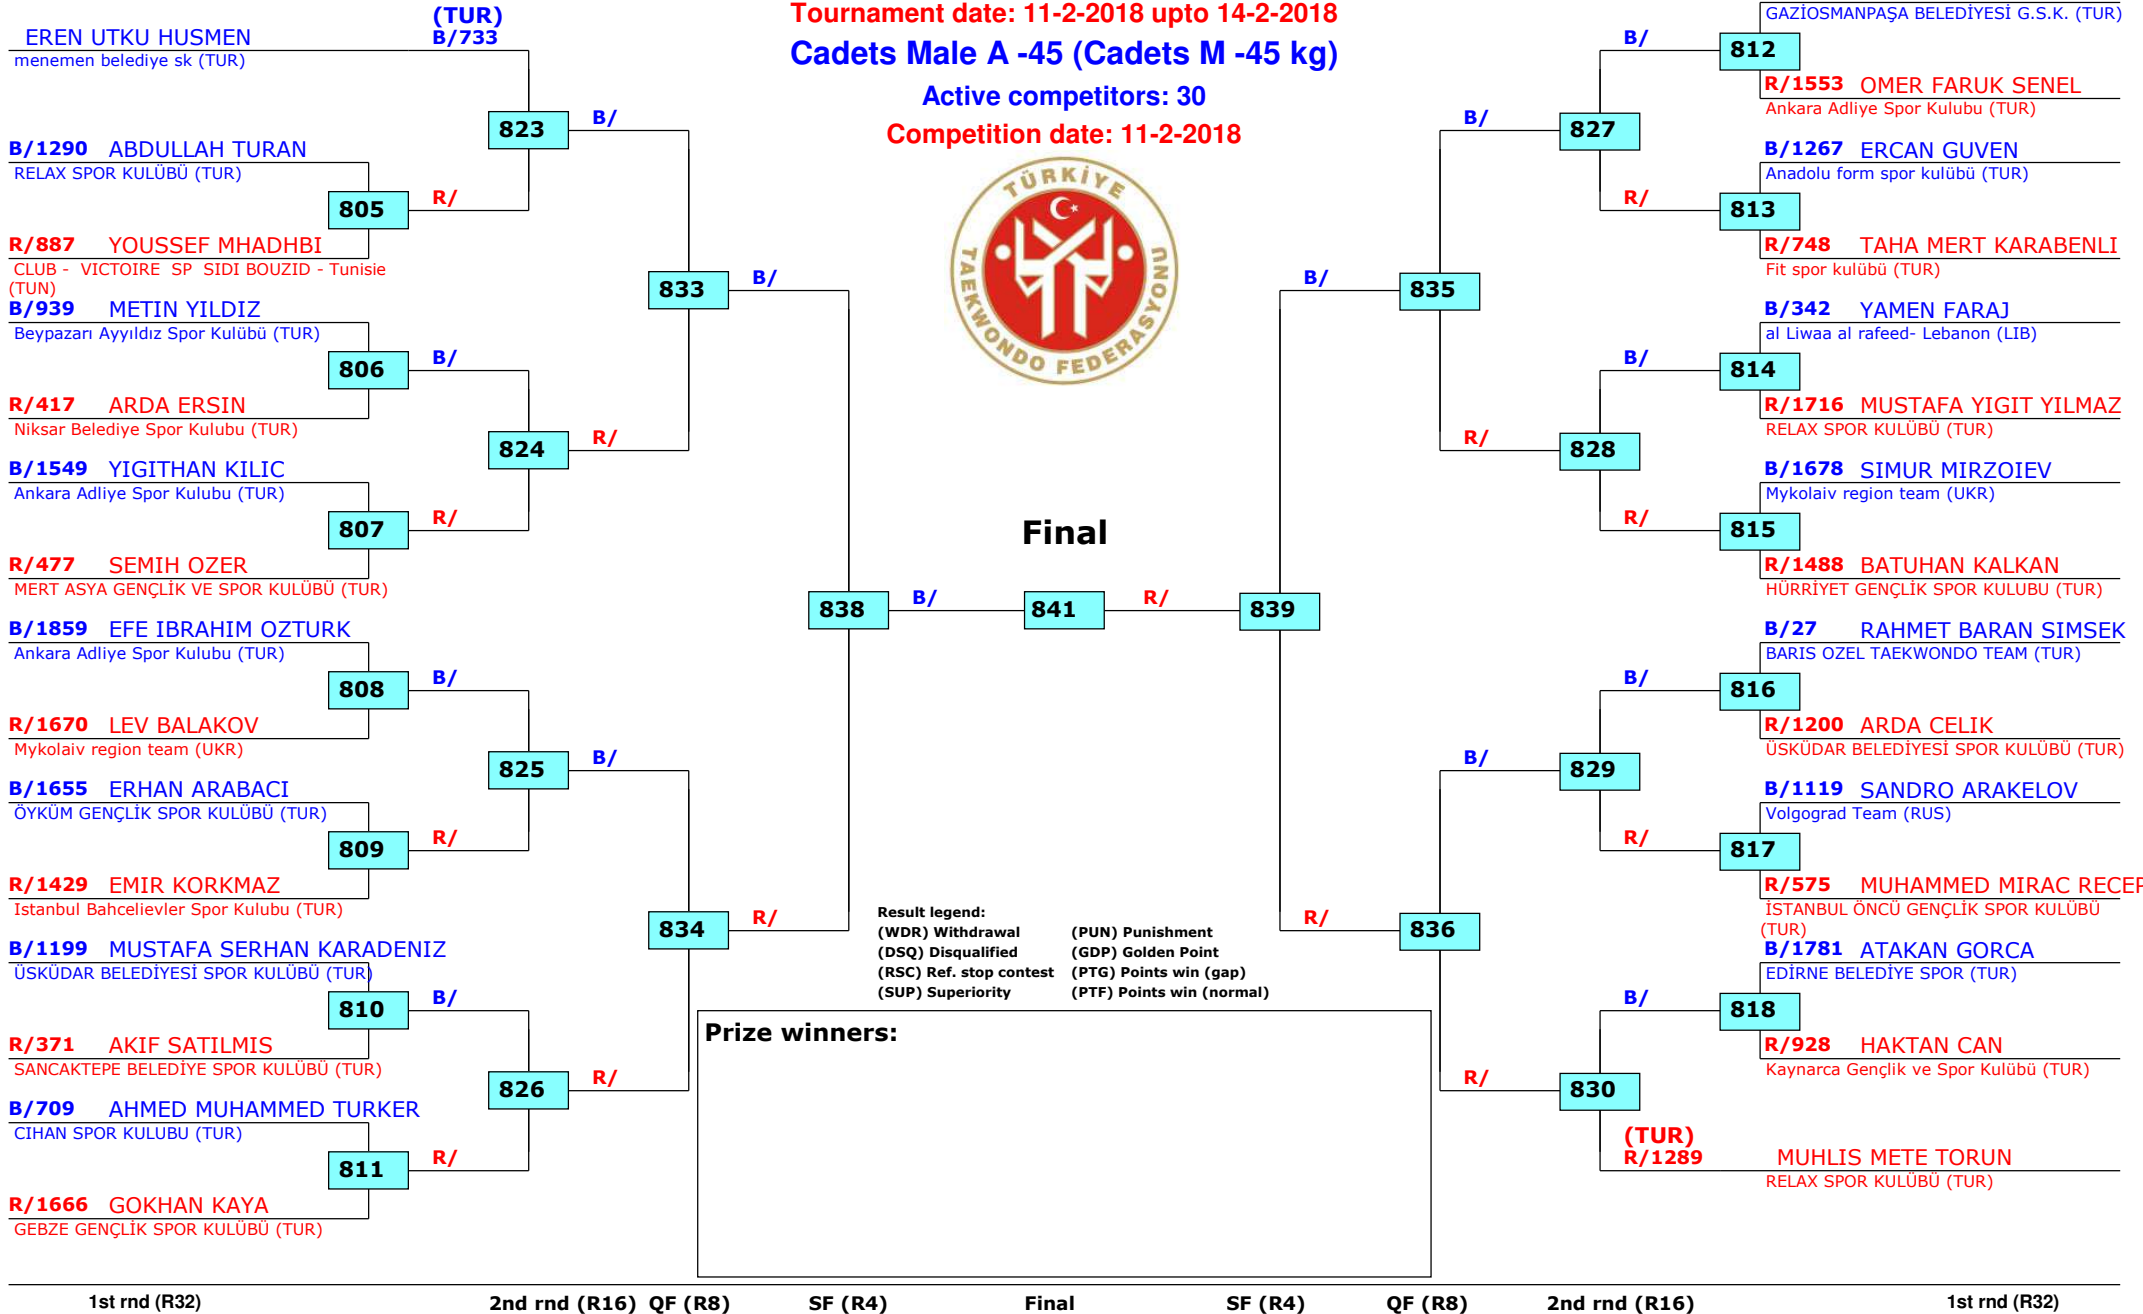 Tournament date: 11-2-2018 upto 14-2-2018
Cadets Male A -45 (Cadets M -45 kg)
Active competitors: 30
Competition date: 11-2-2018
TÜRKİYE
TAEKWONDO FEDERASYONU
(TUR)
EREN UTKU HUSMEN B/733
menemen belediye sk (TUR)
823 B/
B/1290 ABDULLAH TURAN
RELAX SPOR KULÜBÜ (TUR)
805 R/
R/887 YOUSSEF MHADHBI
CLUB - VICTOIRE SP SIDI BOUZID - Tunisie
(TUN)
833 B/
B/939 METIN YILDIZ
Beypazarı Ayyıldız Spor Kulübü (TUR)
806 B/
R/417 ARDA ERSIN
Niksar Belediye Spor Kulubu (TUR)
824 R/
B/1549 YIGITHAN KILIC
Ankara Adliye Spor Kulubu (TUR)
807 R/
R/477 SEMIH OZER
MERT ASYA GENÇLİK VE SPOR KULÜBÜ (TUR)
838 B/
B/1859 EFE IBRAHIM OZTURK
Ankara Adliye Spor Kulubu (TUR)
808 B/
R/1670 LEV BALAKOV
Mykolaiv region team (UKR)
825 B/
B/1655 ERHAN ARABACI
ÖYKÜM GENÇLİK SPOR KULÜBÜ (TUR)
809 R/
R/1429 EMIR KORKMAZ
Istanbul Bahcelievler Spor Kulubu (TUR)
834 R/
B/1199 MUSTAFA SERHAN KARADENIZ
ÜSKÜDAR BELEDİYESİ SPOR KULÜBÜ (TUR)
810 B/
R/371 AKIF SATILMIS
SANCAKTEPE BELEDİYE SPOR KULÜBÜ (TUR)
826 R/
B/709 AHMED MUHAMMED TURKER
CIHAN SPOR KULUBU (TUR)
811 R/
R/1666 GOKHAN KAYA
GEBZE GENÇLİK SPOR KULÜBÜ (TUR)
Final
841
R/ 839
GAZİOSMANPAŞA BELEDİYESİ G.S.K. (TUR)
B/ 812
R/1553 OMER FARUK SENEL
Ankara Adliye Spor Kulubu (TUR)
B/ 827
B/1267 ERCAN GUVEN
Anadolu form spor kulübü (TUR)
R/ 813
R/748 TAHA MERT KARABENLI
Fit spor kulübü (TUR)
B/ 835
B/342 YAMEN FARAJ
al Liwaa al rafeed- Lebanon (LIB)
B/ 814
R/1716 MUSTAFA YIGIT YILMAZ
RELAX SPOR KULÜBÜ (TUR)
R/ 828
B/1678 SIMUR MIRZOIEV
Mykolaiv region team (UKR)
R/ 815
R/1488 BATUHAN KALKAN
HÜRRİYET GENÇLİK SPOR KULUBU (TUR)
B/27 RAHMET BARAN SIMSEK
BARIS OZEL TAEKWONDO TEAM (TUR)
B/ 816
R/1200 ARDA CELIK
ÜSKÜDAR BELEDİYESİ SPOR KULÜBÜ (TUR)
B/ 829
B/1119 SANDRO ARAKELOV
Volgograd Team (RUS)
R/ 817
R/575 MUHAMMED MIRAC
İSTANBUL ÖNCÜ GENÇLİK SPOR KULÜBÜ
(TUR)
R/ 836
B/1781 ATAKAN GORCA
EDİRNE BELEDİYE SPOR (TUR)
B/ 818
R/928 HAKTAN CAN
Kaynarca Gençlik ve Spor Kulübü (TUR)
R/ 830
(TUR)
R/1289 MUHLIS METE TORUN
RELAX SPOR KULÜBÜ (TUR)
Result legend:
(WDR) Withdrawal (PUN) Punishment
(DSQ) Disqualified (GDP) Golden Point
(RSC) Ref. stop contest (PTG) Points win (gap)
(SUP) Superiority (PTF) Points win (normal)
Prize winners:
1st rnd (R32) 2nd rnd (R16) QF (R8) SF (R4) Final SF (R4) QF (R8) 2nd rnd (R16) 1st rnd (R32)